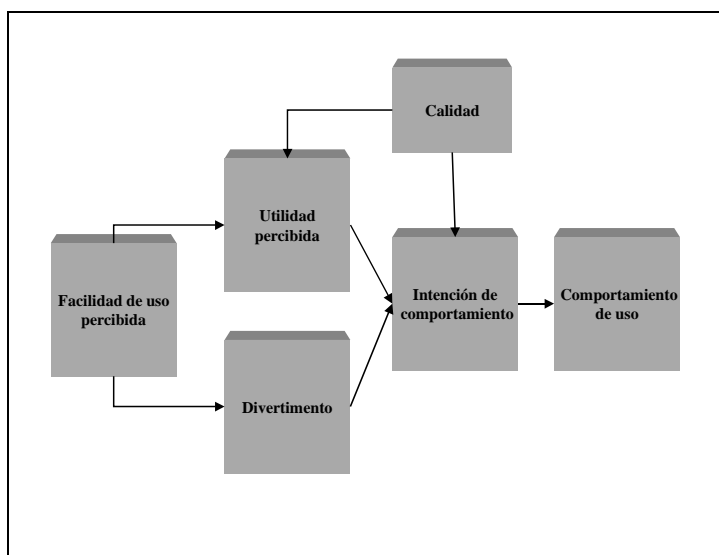 Calidad
Utilidad
percibida
Facilidad de uso
percibida
Divertimento
Intención de
comportamiento
Comportamiento
de uso